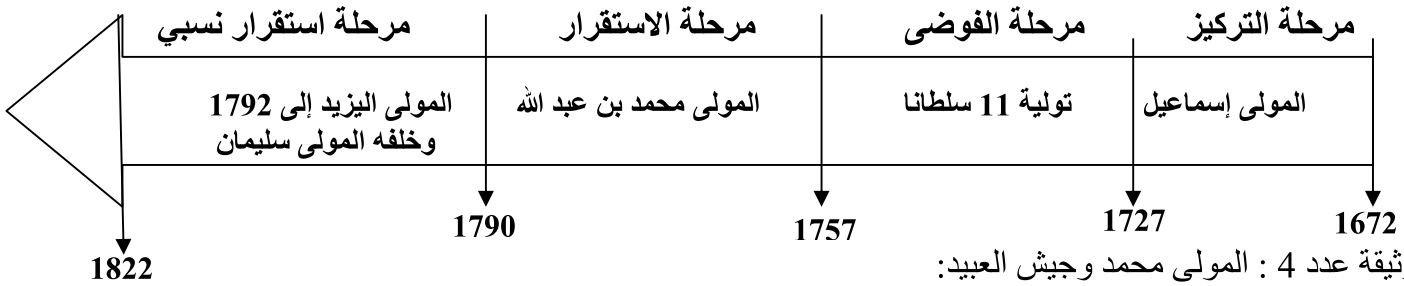 مرحلة التركيز مرحلة الفوضى مرحلة الاستقرار مرحلة استقرار نسبي
المولى إسماعيل تولية 11 سلطانا المولى محمد بن عبد الله المولى اليزيد إلى 1792
وخلفه المولى سليمان
1672 1727 1757 1790 1822
وثيقة عدد 4 : المولى محمد وجيش العبيد: